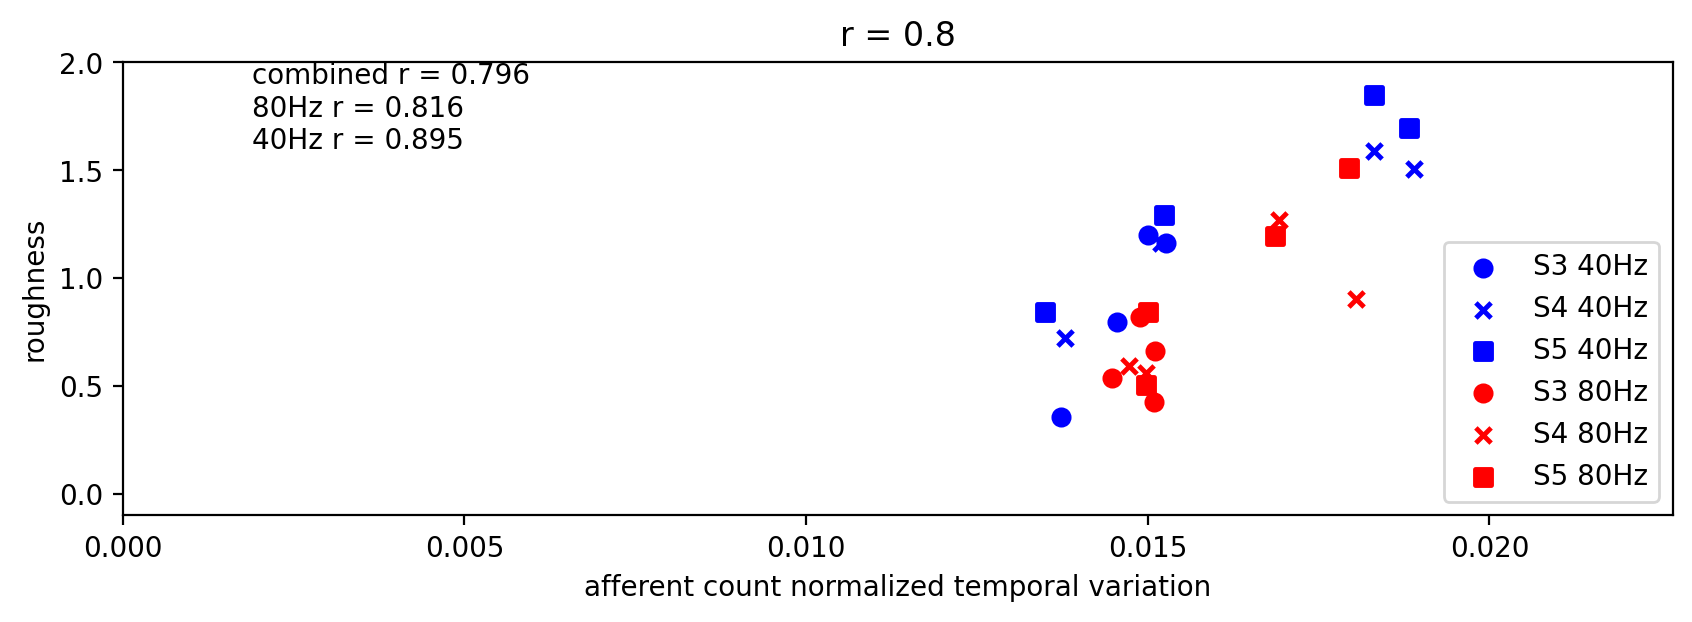 r = 0.8
combined r = 0.796
80Hz r = 0.816
40Hz r = 0.895
2.0
1.5
1.0
0.5
0.0
roughness
S3 40Hz
S4 40Hz
S5 40Hz
S3 80Hz
S4 80Hz
S5 80Hz
0.000 0.005 0.010 0.015 0.020
afferent count normalized temporal variation